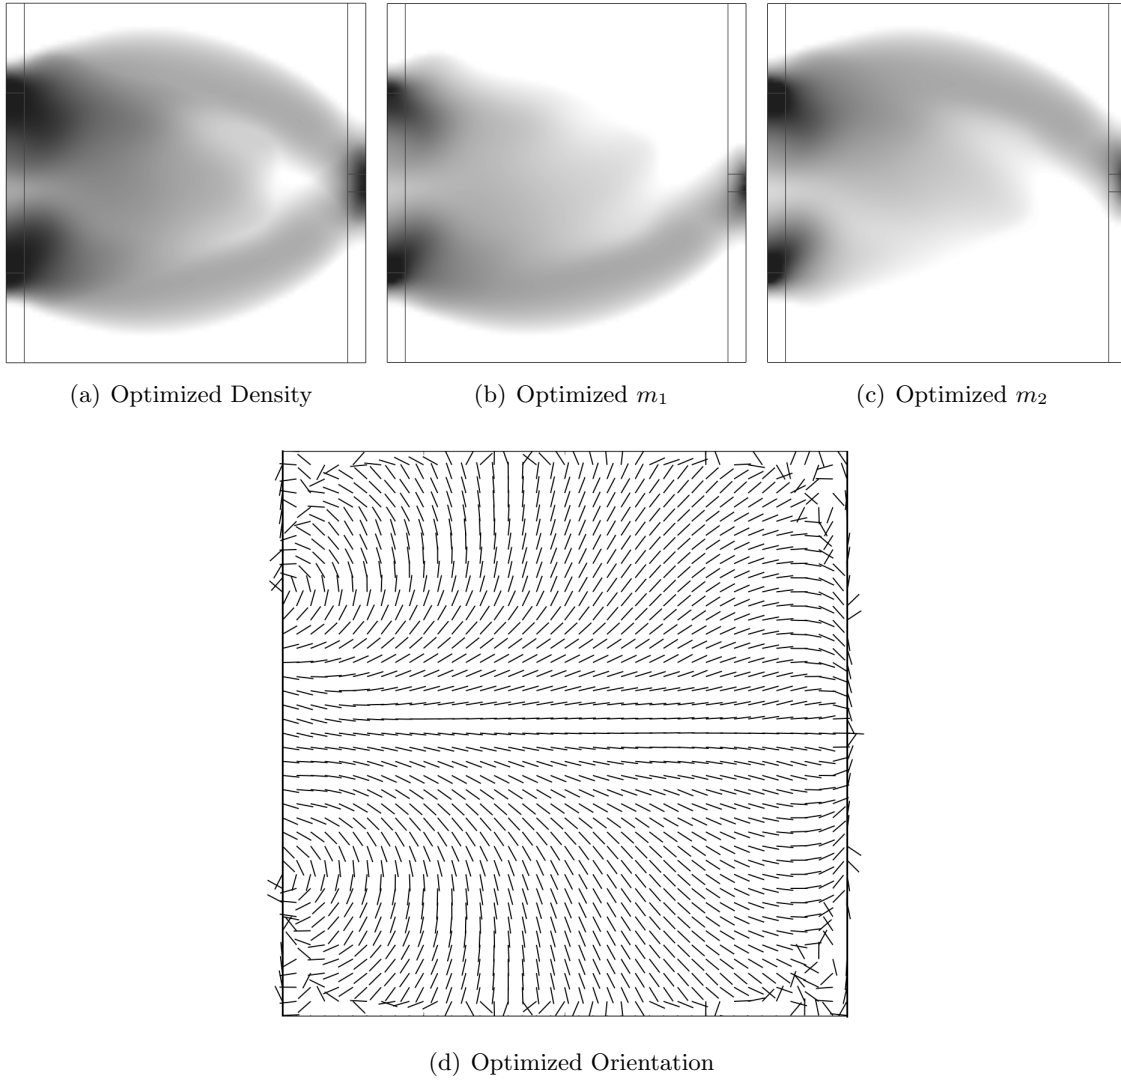 (a) Optimized Density
(b) Optimized m₁
(c) Optimized m₂
(d) Optimized Orientation